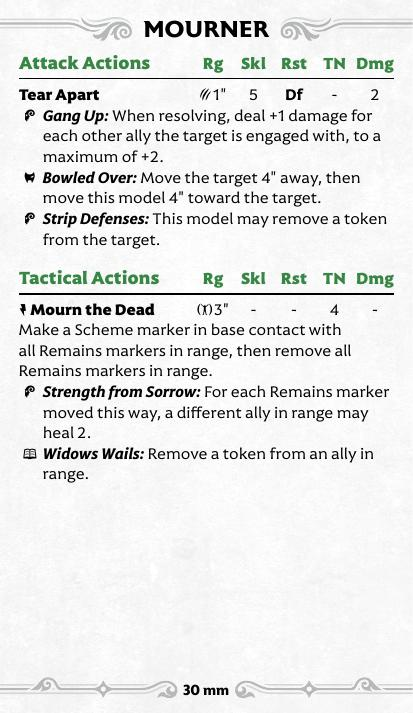 MOURNER
Attack Actions Rg Skl Rst TN Dmg
Tear Apart 1" 5 Df - 2
Gang Up: When resolving, deal +1 damage for
each other ally the target is engaged with, to a
maximum of +2.
Bowled Over: Move the target 4" away, then
move this model 4" toward the target.
Strip Defenses: This model may remove a token
from the target.
Tactical Actions Rg Skl Rst TN Dmg
Mourn the Dead 3" - - 4 -
Make a Scheme marker in base contact with
all Remains markers in range, then remove all
Remains markers in range.
Strength from Sorrow: For each Remains marker
moved this way, a different ally in range may
heal 2.
Widows Wails: Remove a token from an ally in
range.
30 mm